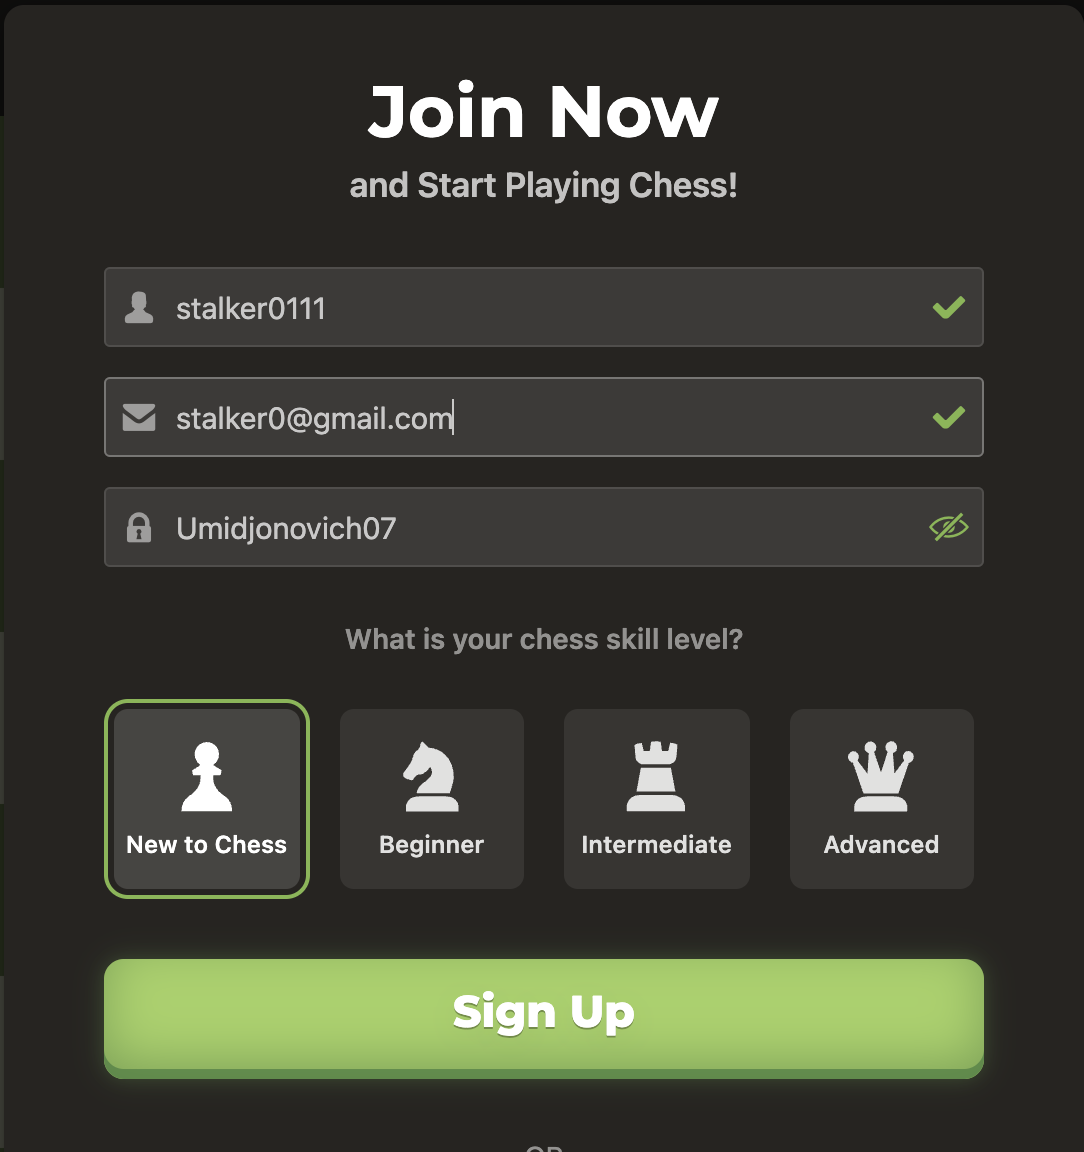 Join Now
and Start Playing Chess!
stalker0111
stalker0@gmail.com
Umidjonovich07
What is your chess skill level?
New to Chess
Beginner
Intermediate
Advanced
Sign Up
OR